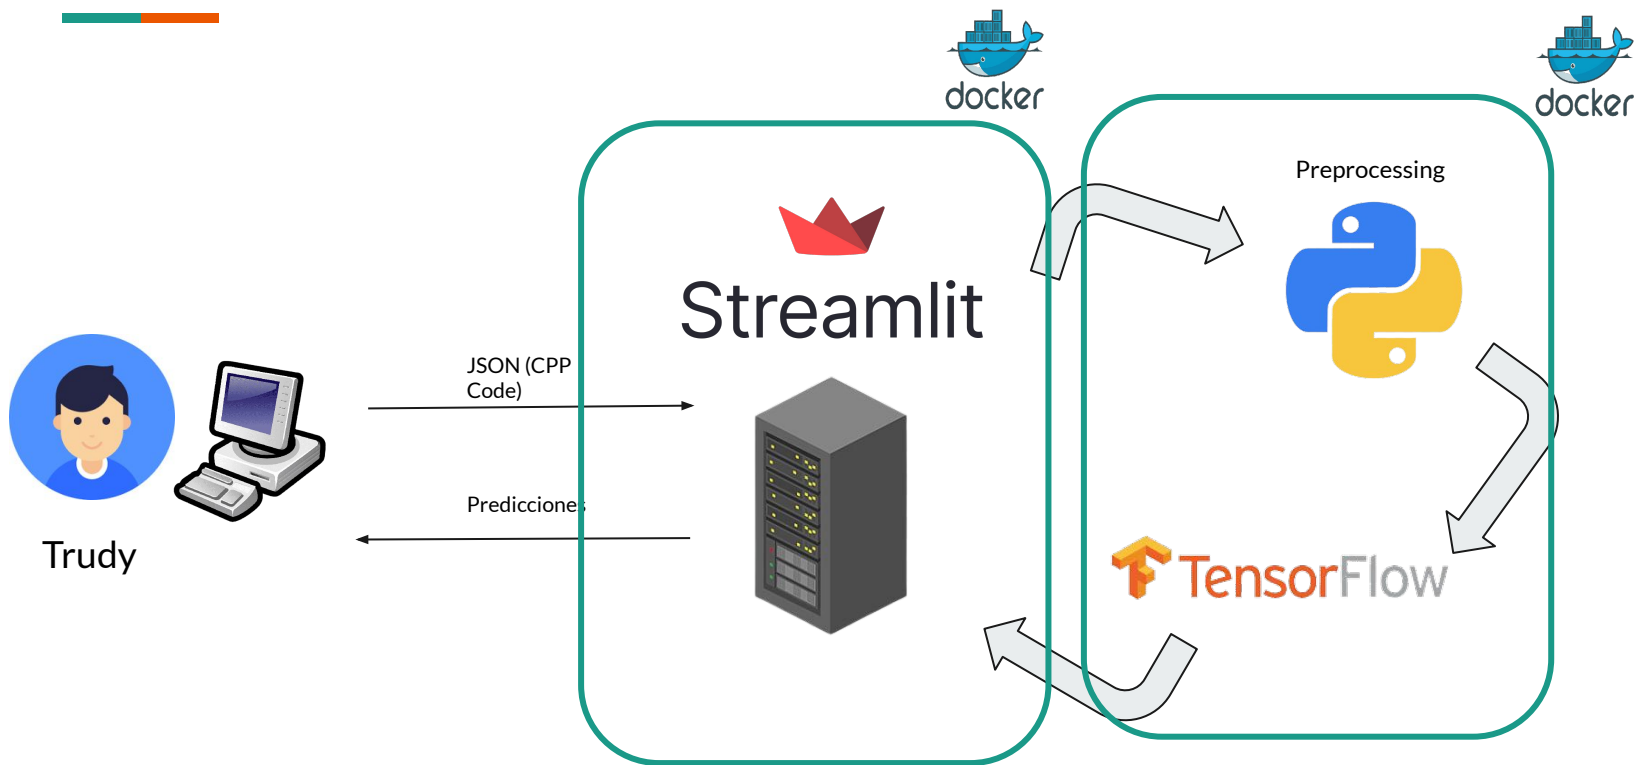 docker
docker
Preprocessing
Streamlit
JSON (CPP
Code)
Predicciones
Trudy
TensorFlow